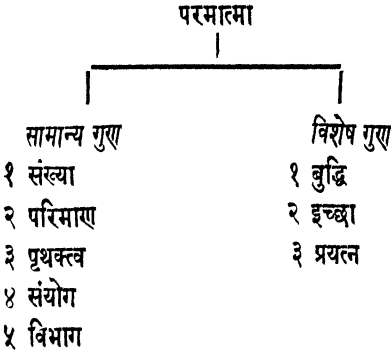 परमात्मा
सामान्य गुण
१ संख्या
२ परिमाण
३ पृथक्त्व
४ संयोग
५ विभाग
विशेष गुण
१ बुद्धि
२ इच्छा
३ प्रयत्न